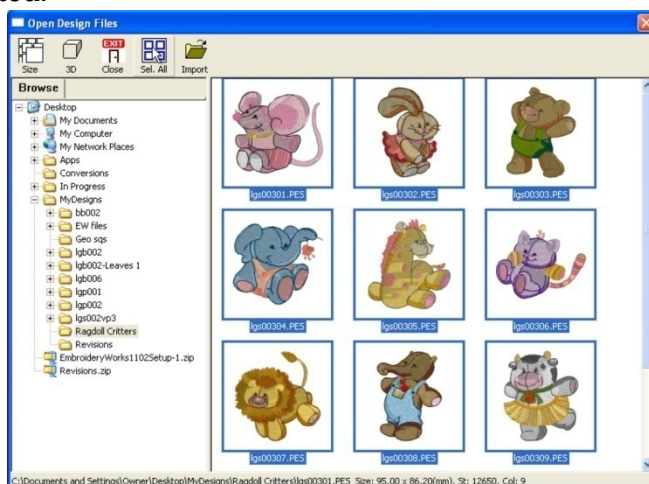 Open Design Files
Size 3D EXIT Close Sel. All Import
Browse
Desktop
My Documents
My Computer
My Network Places
Apps
Conversions
In Progress
MyDesigns
bb002
EW files
Geo sqs
lgb002
lgb002-Leaves 1
lgb006
lgp001
lgp002
lgs002vp3
Ragdoll Critters
Revisions
EmbroideryWorks1102Setup-1.zip
Revisions.zip
lgs00301.PES lgs00302.PES lgs00303.PES
lgs00304.PES lgs00305.PES lgs00306.PES
lgs00307.PES lgs00308.PES lgs00309.PES
C:\Documents and Settings\Owner\Desktop\MyDesigns\Ragdoll Critters\lgs00301.PES Size: 95.00 x 86.20(mm), St: 12650, Col: 9